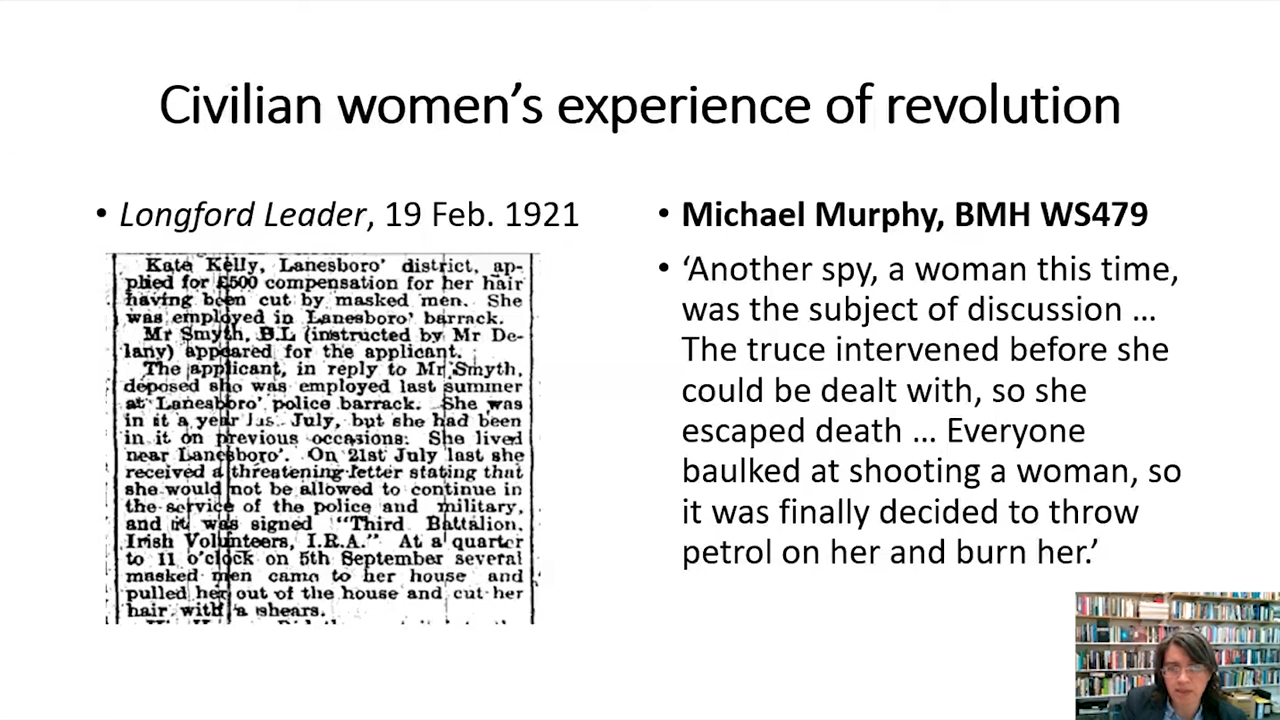 Civilian women’s experience of revolution
• Longford Leader, 19 Feb. 1921
Kate Kelly, Lanesboro’ district, ap-
plied for £500 compensation for her hair
having been cut by masked men. She
was employed in Lanesboro’ barrack.
Mr Smyth, B.L (instructed by Mr De-
lany) appeared for the applicant.
The applicant, in reply to Mr Smyth,
deposed she was employed last summer
at Lanesboro’ police barrack. She was
in it a year July, but she had been
in it on previous occasions. She lived
near Lanesboro’. On 21st July last she
received a threatening letter stating that
she would not be allowed to continue in
the service of the police and military,
and it was signed “Third Battalion,
Irish Volunteers, I.R.A.” At a quarter
to 11 o’clock on 5th September several
masked men came to her house and
pulled her out of the house and cut her
hair with a shears.
• Michael Murphy, BMH WS479
• ‘Another spy, a woman this time,
was the subject of discussion ...
The truce intervened before she
could be dealt with, so she
escaped death ... Everyone
baulked at shooting a woman, so
it was finally decided to throw
petrol on her and burn her.’